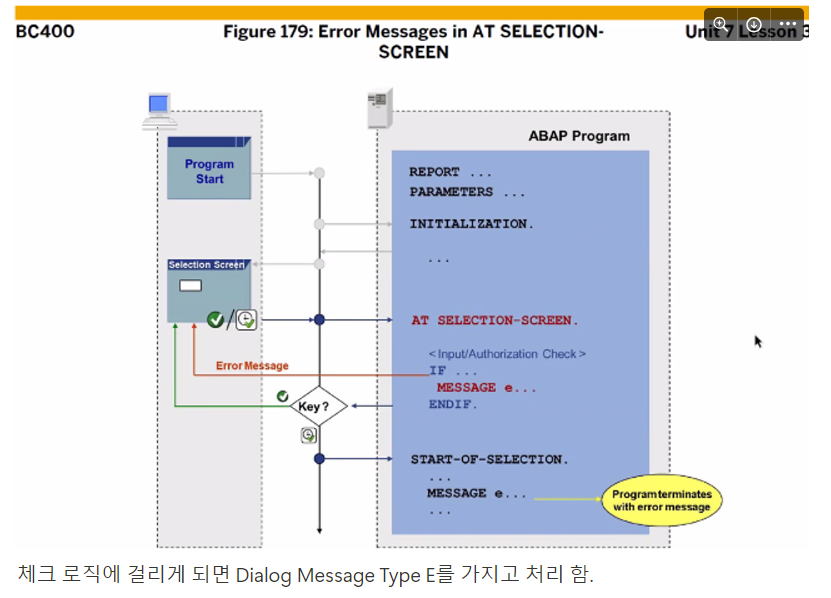 BC400
Figure 179: Error Messages in AT SELECTION-
SCREEN
Unit 7 Lesson 3
ABAP Program
Program
Start
REPORT ...
PARAMETERS ...
INITIALIZATION.
...
Selection Screen
AT SELECTION-SCREEN.
<Input/Authorization Check>
Error Message
IF ...
MESSAGE e...
ENDIF.
Key?
START-OF-SELECTION.
...
MESSAGE e...
...
Program terminates
with error message
체크 로직에 걸리게 되면 Dialog Message Type E를 가지고 처리 함.